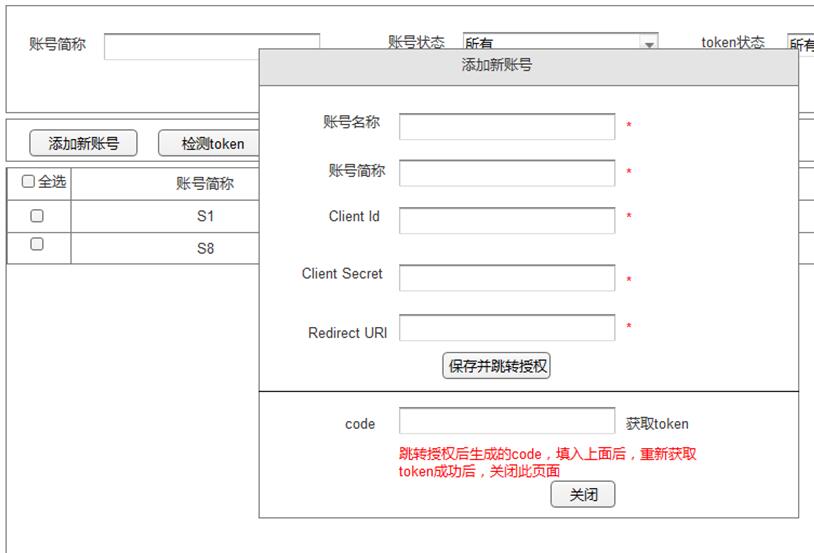 账号简称
账号状态
所有
token状态
所有
添加新账号
检测token
全选
账号简称
S1
S8
添加新账号
账号名称
*
账号简称
*
Client Id
*
Client Secret
*
Redirect URI
*
保存并跳转授权
code
获取token
跳转授权后生成的code，填入上面后，重新获取
token成功后，关闭此页面
关闭